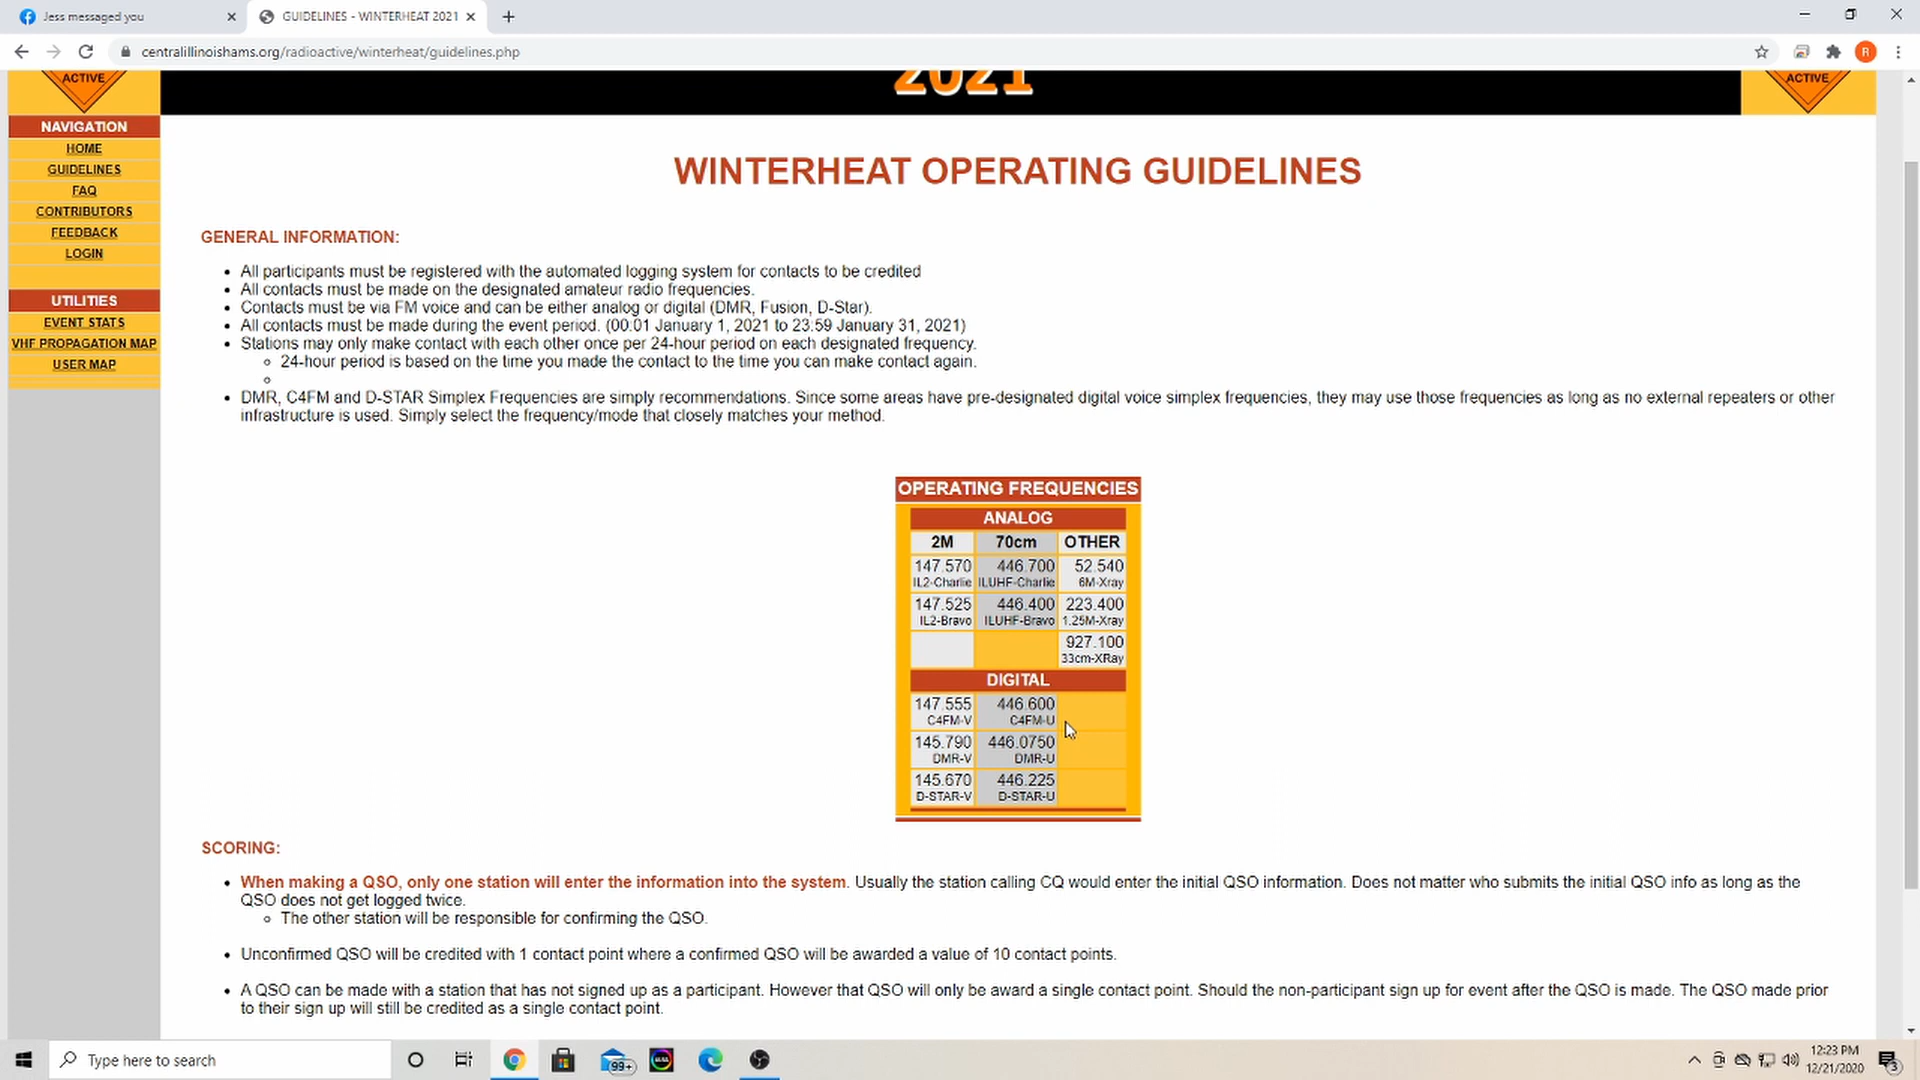 Jess messaged you
GUIDELINES - WINTERHEAT 2021
centralillinoishams.org/radioactive/winterheat/guidelines.php
R
ACTIVE
2021
ACTIVE
NAVIGATION
HOME
GUIDELINES
FAQ
CONTRIBUTORS
FEEDBACK
LOGIN
UTILITIES
EVENT STATS
VHF PROPAGATION MAP
USER MAP
WINTERHEAT OPERATING GUIDELINES
GENERAL INFORMATION:
• All participants must be registered with the automated logging system for contacts to be credited
• All contacts must be made on the designated amateur radio frequencies.
• Contacts must be via FM voice and can be either analog or digital (DMR, Fusion, D-Star).
• All contacts must be made during the event period. (00:01 January 1, 2021 to 23:59 January 31, 2021)
• Stations may only make contact with each other once per 24-hour period on each designated frequency.
◦ 24-hour period is based on the time you made the contact to the time you can make contact again.
◦
• DMR, C4FM and D-STAR Simplex Frequencies are simply recommendations. Since some areas have pre-designated digital voice simplex frequencies, they may use those frequencies as long as no external repeaters or other
infrastructure is used. Simply select the frequency/mode that closely matches your method.
OPERATING FREQUENCIES
ANALOG
2M 70cm OTHER
147.570 446.700 52.540
IL2-Charlie ILUHF-Charlie 6M-Xray
147.525 446.400 223.400
IL2-Bravo ILUHF-Bravo 1.25M-Xray
927.100
33cm-XRay
DIGITAL
147.555 446.600
C4FM-V C4FM-U
145.790 446.0750
DMR-V DMR-U
145.670 446.225
D-STAR-V D-STAR-U
SCORING:
• When making a QSO, only one station will enter the information into the system. Usually the station calling CQ would enter the initial QSO information. Does not matter who submits the initial QSO info as long as the
QSO does not get logged twice.
◦ The other station will be responsible for confirming the QSO.
• Unconfirmed QSO will be credited with 1 contact point where a confirmed QSO will be awarded a value of 10 contact points.
• A QSO can be made with a station that has not signed up as a participant. However that QSO will only be award a single contact point. Should the non-participant sign up for event after the QSO is made. The QSO made prior
to their sign up will still be credited as a single contact point.
Type here to search
99+
12:23 PM
12/21/2020
3